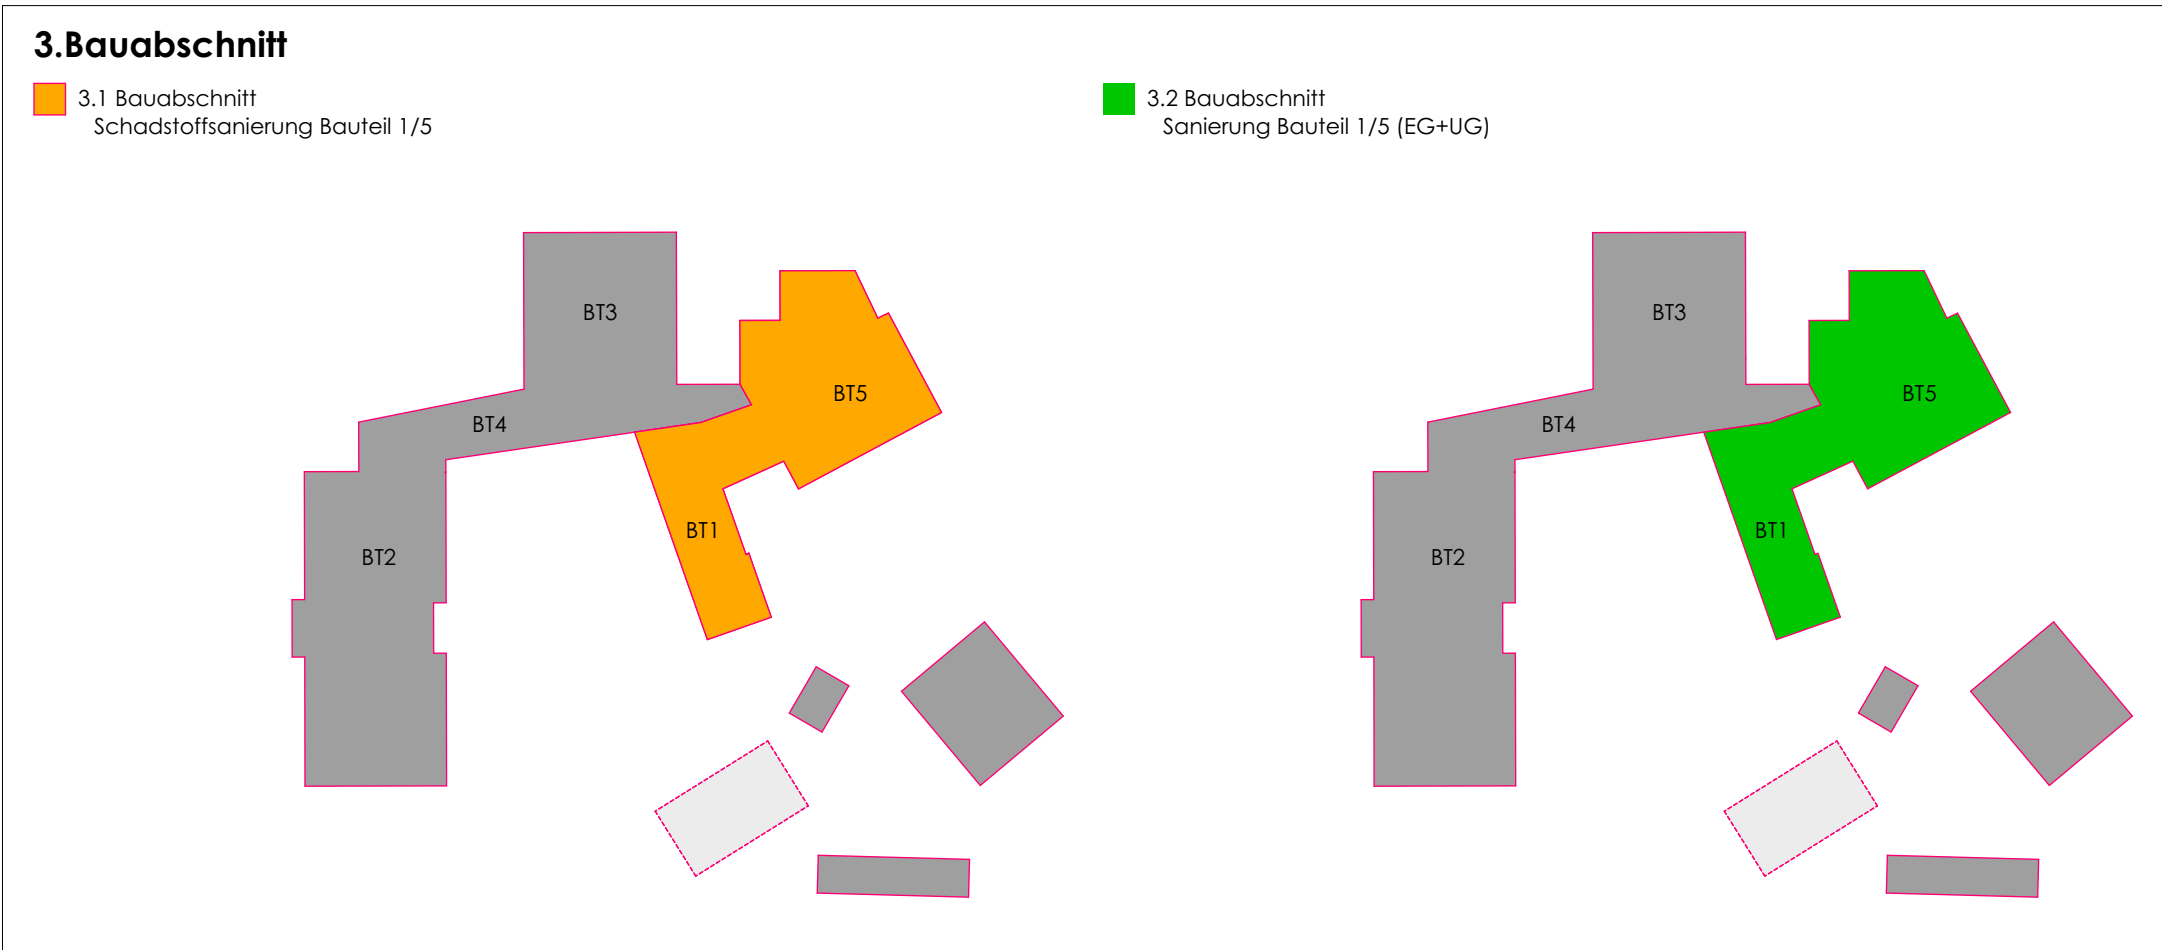 3.Bauabschnitt
3.1 Bauabschnitt
Schadstoffsanierung Bauteil 1/5
3.2 Bauabschnitt
Sanierung Bauteil 1/5 (EG+UG)
BT3
BT5
BT4
BT1
BT2
BT3
BT5
BT4
BT1
BT2